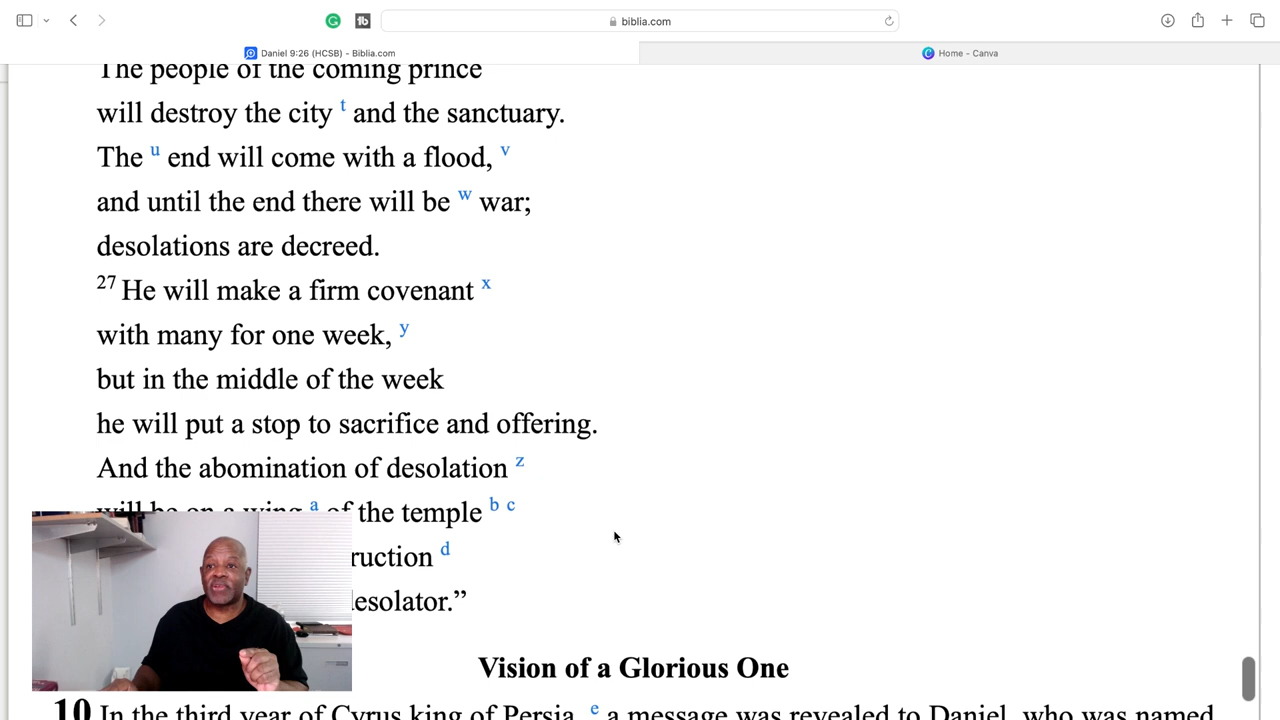 biblia.com
Daniel 9:26 (HCSB) - Biblia.com
Home - Canva
The people of the coming prince
will destroy the city t and the sanctuary.
The u end will come with a flood, v
and until the end there will be w war;
desolations are decreed.
27 He will make a firm covenant x
with many for one week, y
but in the middle of the week
he will put a stop to sacrifice and offering.
And the abomination of desolation z
will be on a wing a of the temple b c
ruction d
desolator.”
Vision of a Glorious One
10 In the third year of Cyrus king of Persia, e a message was revealed to Daniel, who was named